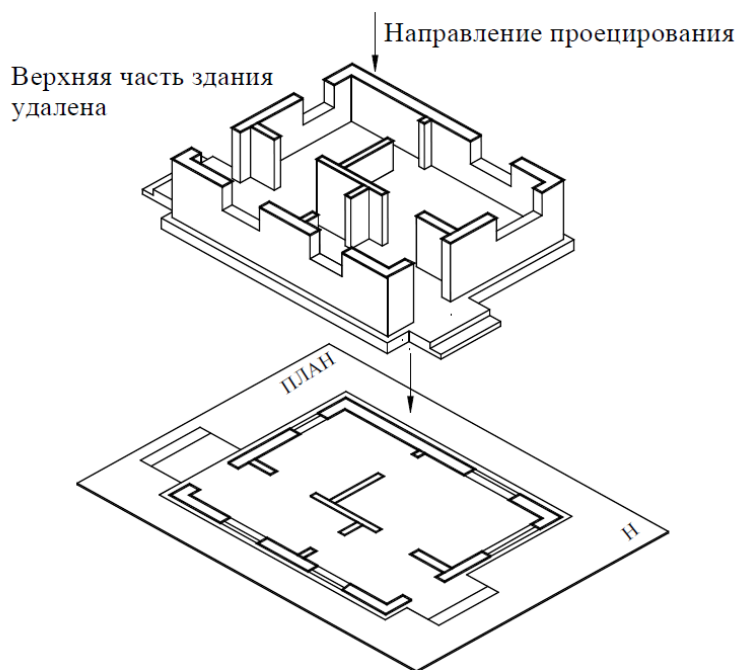 Направление проецирования
Верхняя часть здания
удалена
ПЛАН
Н